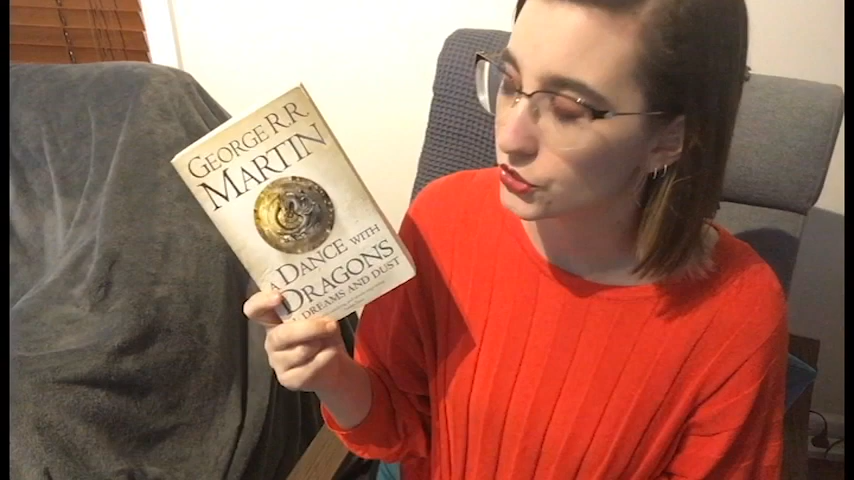 GEORGE R.R.
MARTIN
A DANCE WITH
DRAGONS
DREAMS AND DUST